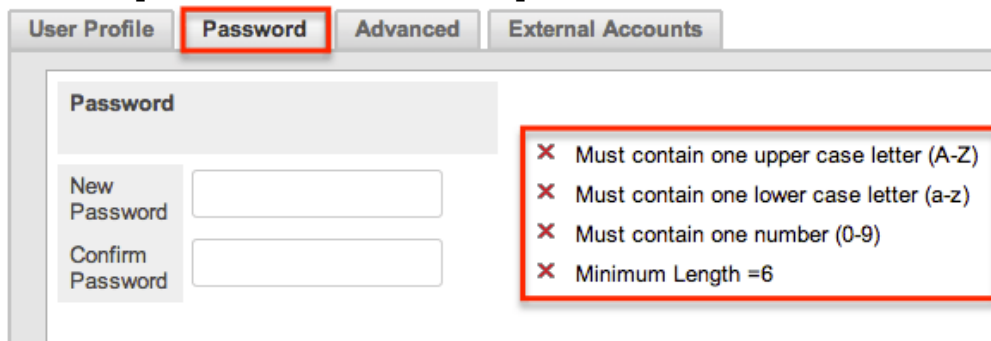 User Profile Password Advanced External Accounts
Password
Must contain one upper case letter (A-Z)
Must contain one lower case letter (a-z)
Must contain one number (0-9)
Minimum Length =6
New
Password
Confirm
Password